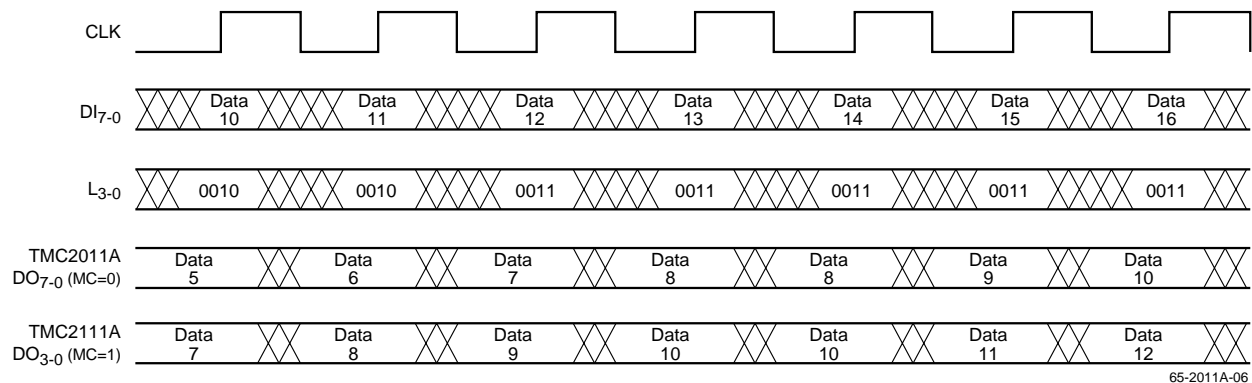 CLK
DI7-0
Data Data Data Data Data Data Data
10 11 12 13 14 15 16
L3-0
0010 0010 0011 0011 0011 0011 0011
TMC2011A
DO7-0 (MC=0)
Data Data Data Data Data Data Data
5 6 7 8 8 9 10
TMC2111A
DO3-0 (MC=1)
Data Data Data Data Data Data Data
7 8 9 10 10 11 12
65-2011A-06